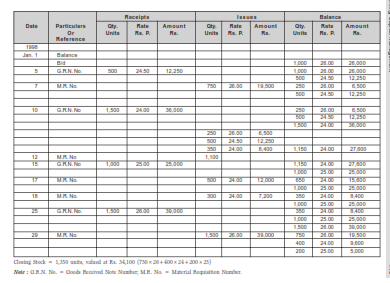 Receipts Issues Balance
Date Particulars Qty. Rate Amount Qty. Rate Amount Qty. Rate Amount
Or Units Rs. P. Rs. Units Rs. P. Rs. Units Rs. P. Rs.
Reference
1998
Jan. 1 Balance
B/d 1,000 26.00 26,000
5 G.R.N. No. 500 24.50 12,250 1,000 26.00 26,000
500 24.50 12,250
7 M.R. No. 750 26.00 19,500 250 26.00 6,500
500 24.50 12,250
10 G.R.N. No. 1,500 24.00 36,000 250 26.00 6,500
500 24.50 12,250
1,500 24.00 36,000
250 26.00 6,500
500 24.50 12,250
350 24.00 8,400 1,150 24.00 27,600
12 M.R. No 1,100
15 G.R.N. No. 1,000 25.00 25,000 1,150 24.00 27,600
1,000 25.00 25,000
17 M.R. No. 500 24.00 12,000 650 24.00 15,600
1,000 25.00 25,000
18 M.R. No. 300 24.00 7,200 350 24.00 8,400
1,000 25.00 25,000
25 G.R.N. No. 1,500 26.00 39,000 350 24.00 8,400
1,000 25.00 25,000
1,500 26.00 39,000
29 M.R. No. 1,500 26.00 39,000 750 26.00 19,500
400 24.00 9,600
200 25.00 5,000
Closing Stock = 1,350 units, valued at Rs. 34,100 (750 × 26 + 400 × 24 + 200 × 25)
Note : G.R.N. No. = Goods Received Note Number; M.R. No. = Material Requisition Number.